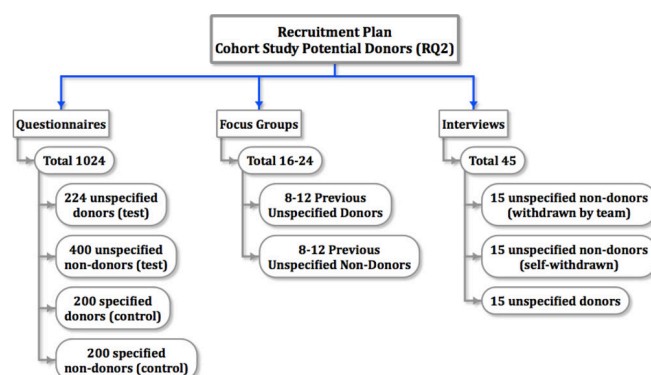 Recruitment Plan
Cohort Study Potential Donors (RQ2)
Questionnaires
Total 1024
224 unspecified
donors (test)
400 unspecified
non-donors (test)
200 specified
donors (control)
200 specified
non-donors (control)
Focus Groups
Total 16-24
8-12 Previous
Unspecified Donors
8-12 Previous
Unspecified Non-Donors
Interviews
Total 45
15 unspecified non-donors
(withdrawn by team)
15 unspecified non-donors
(self-withdrawn)
15 unspecified donors